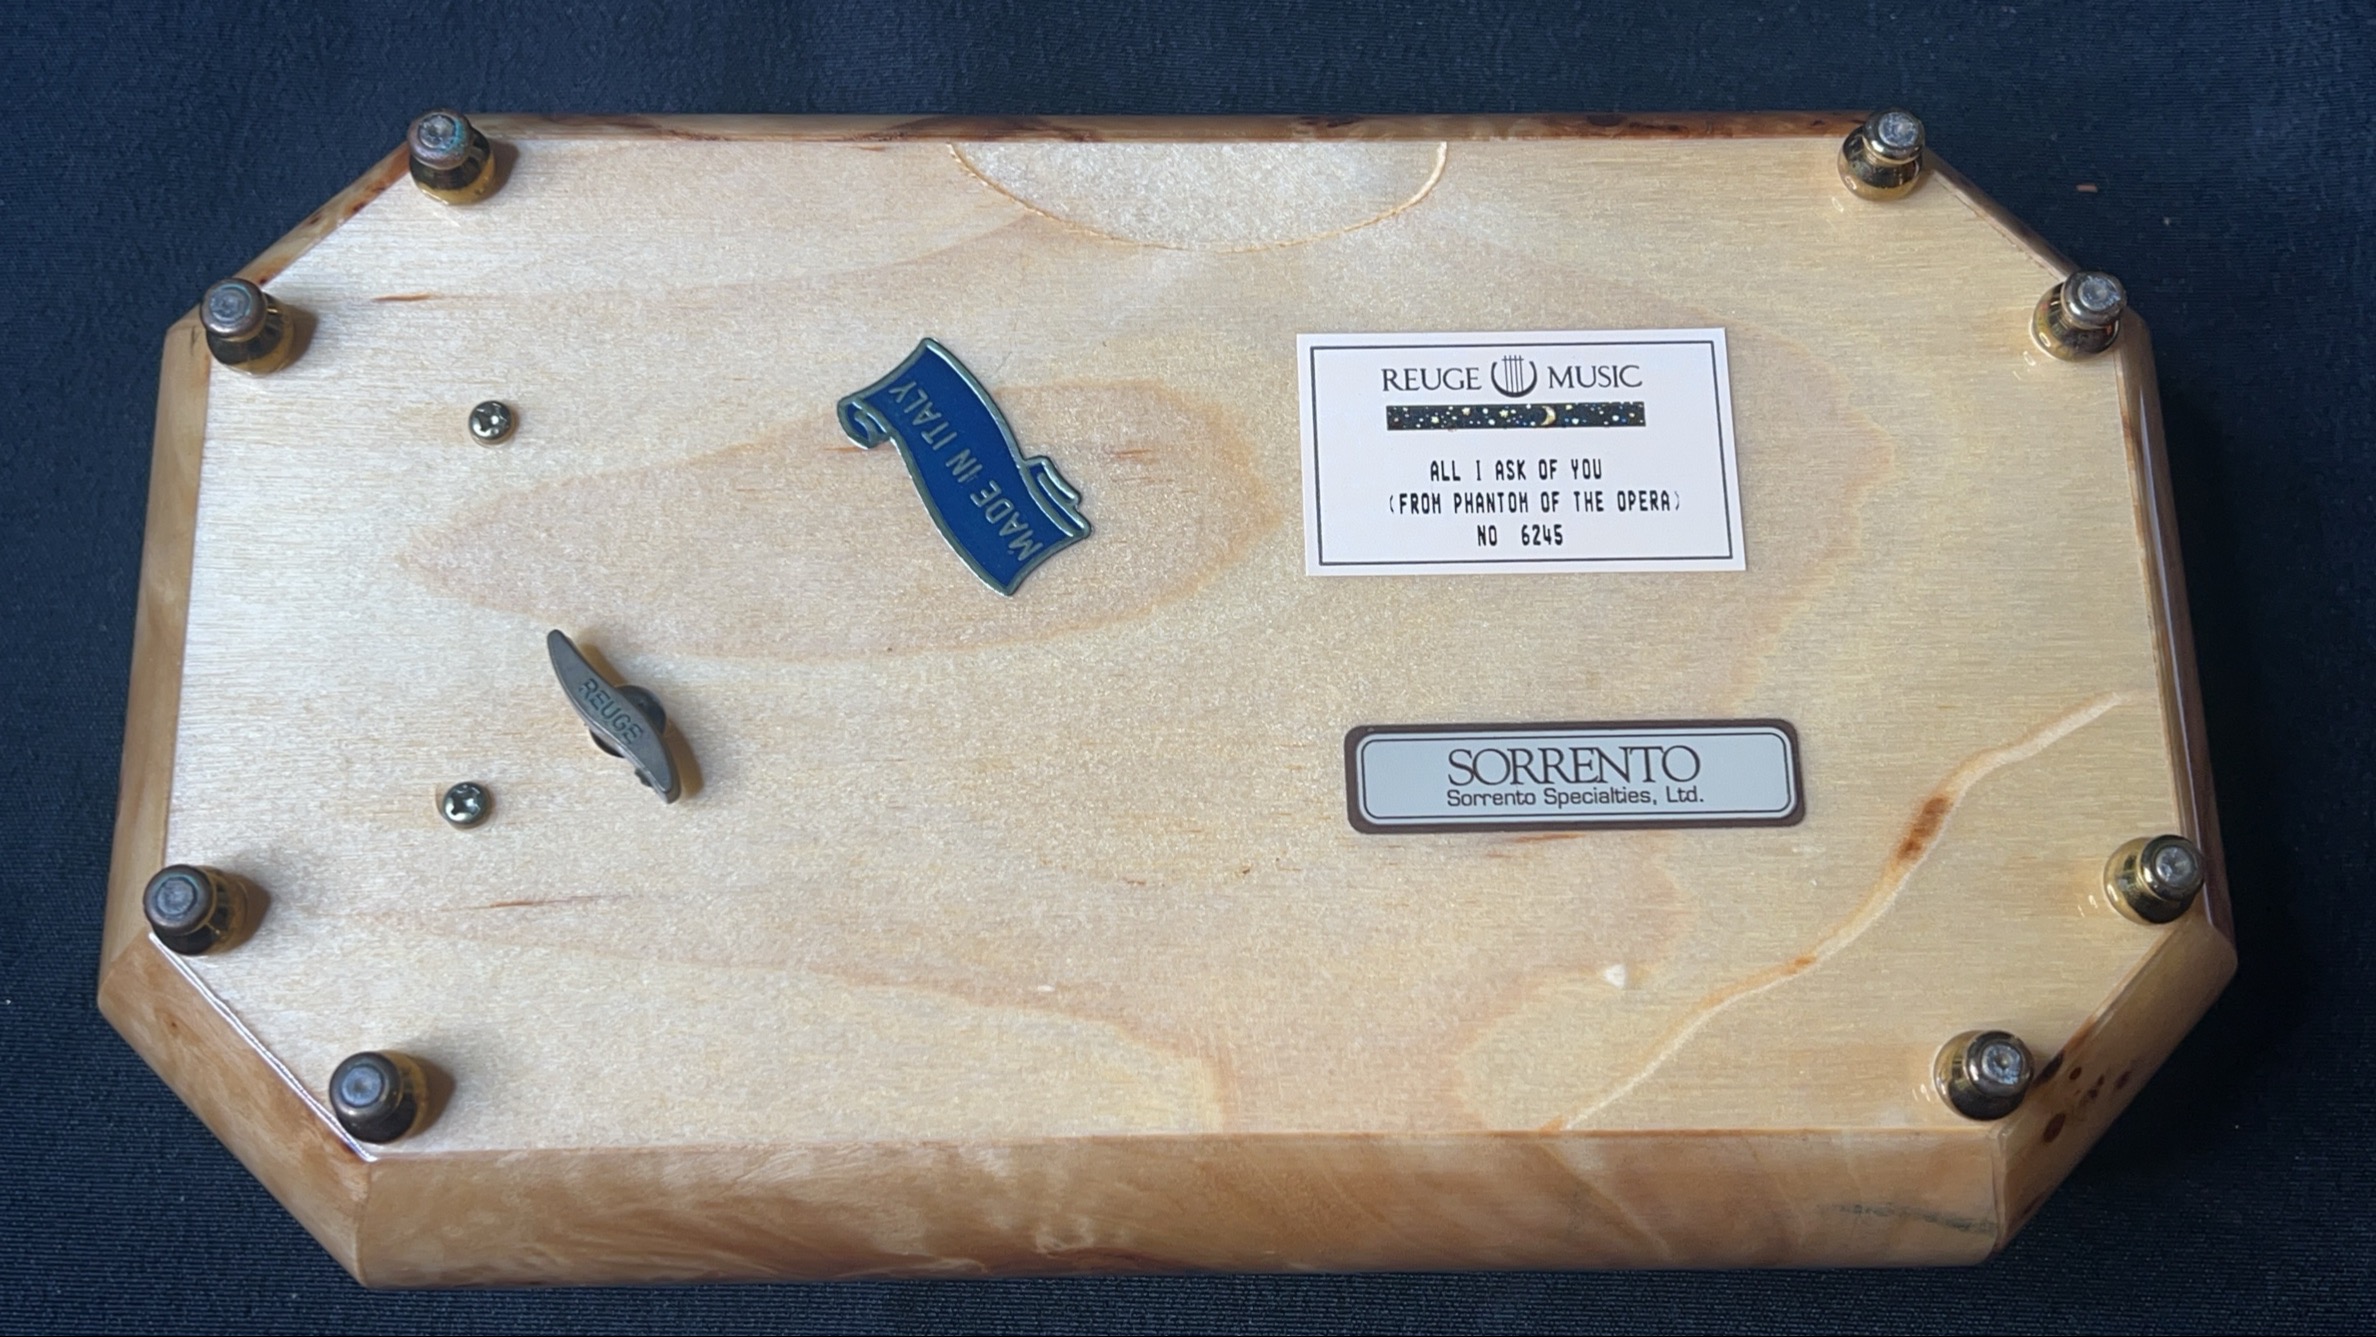 MADE IN ITALY
REUGE MUSIC
ALL I ASK OF YOU
(FROM PHANTOM OF THE OPERA)
NO 6245
REUGE
SORRENTO
Sorrento Specialties, Ltd.